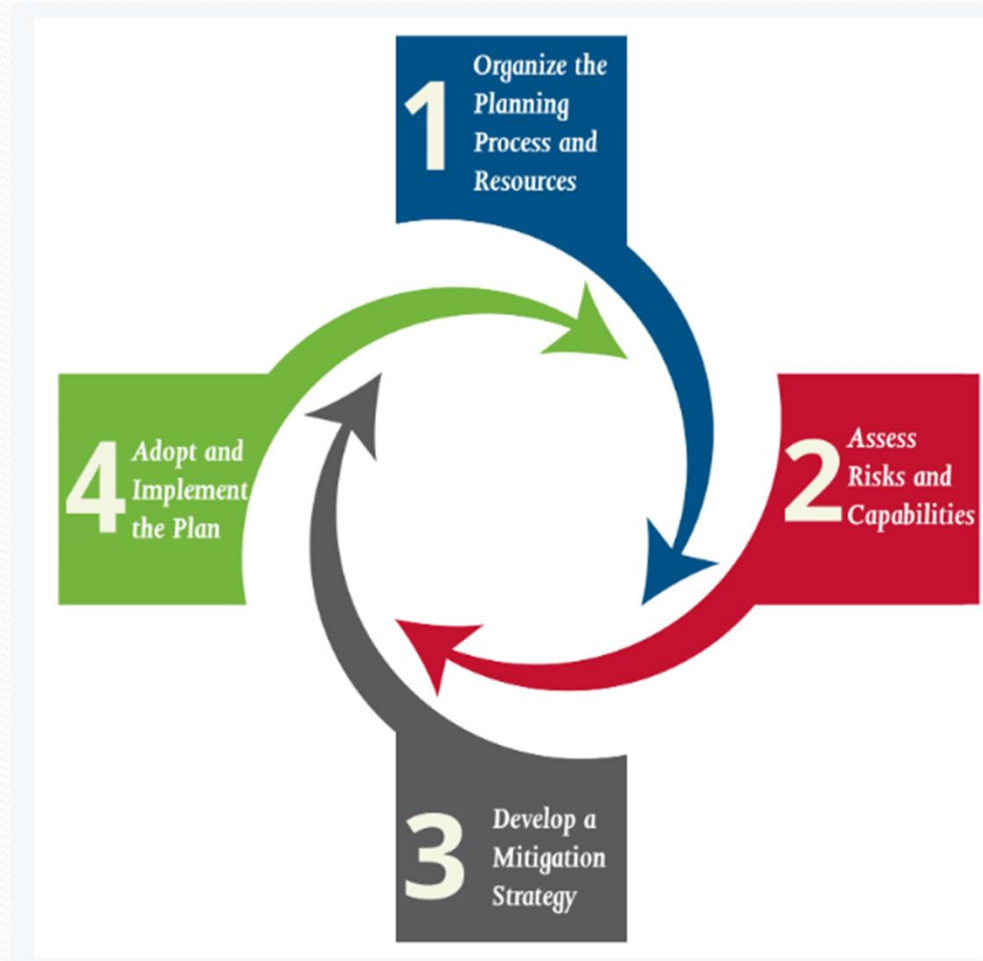 1
Organize the
Planning
Process and
Resources
2
Assess
Risks and
Capabilities
3
Develop a
Mitigation
Strategy
4
Adopt and
Implement
the Plan